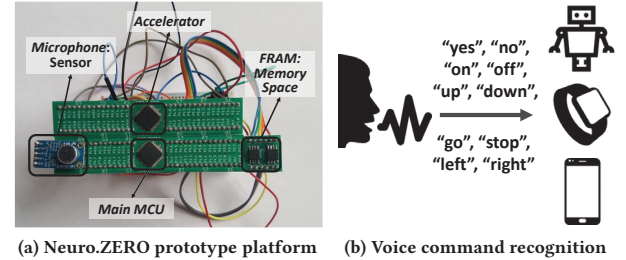 Accelerator
Microphone:
Sensor
FRAM:
Memory
Space
Main MCU
(a) Neuro.ZERO prototype platform
“yes”, “no”,
“on”, “off”
“up”, “down”,
“go”, “stop”
“left”, “right”
(b) Voice command recognition